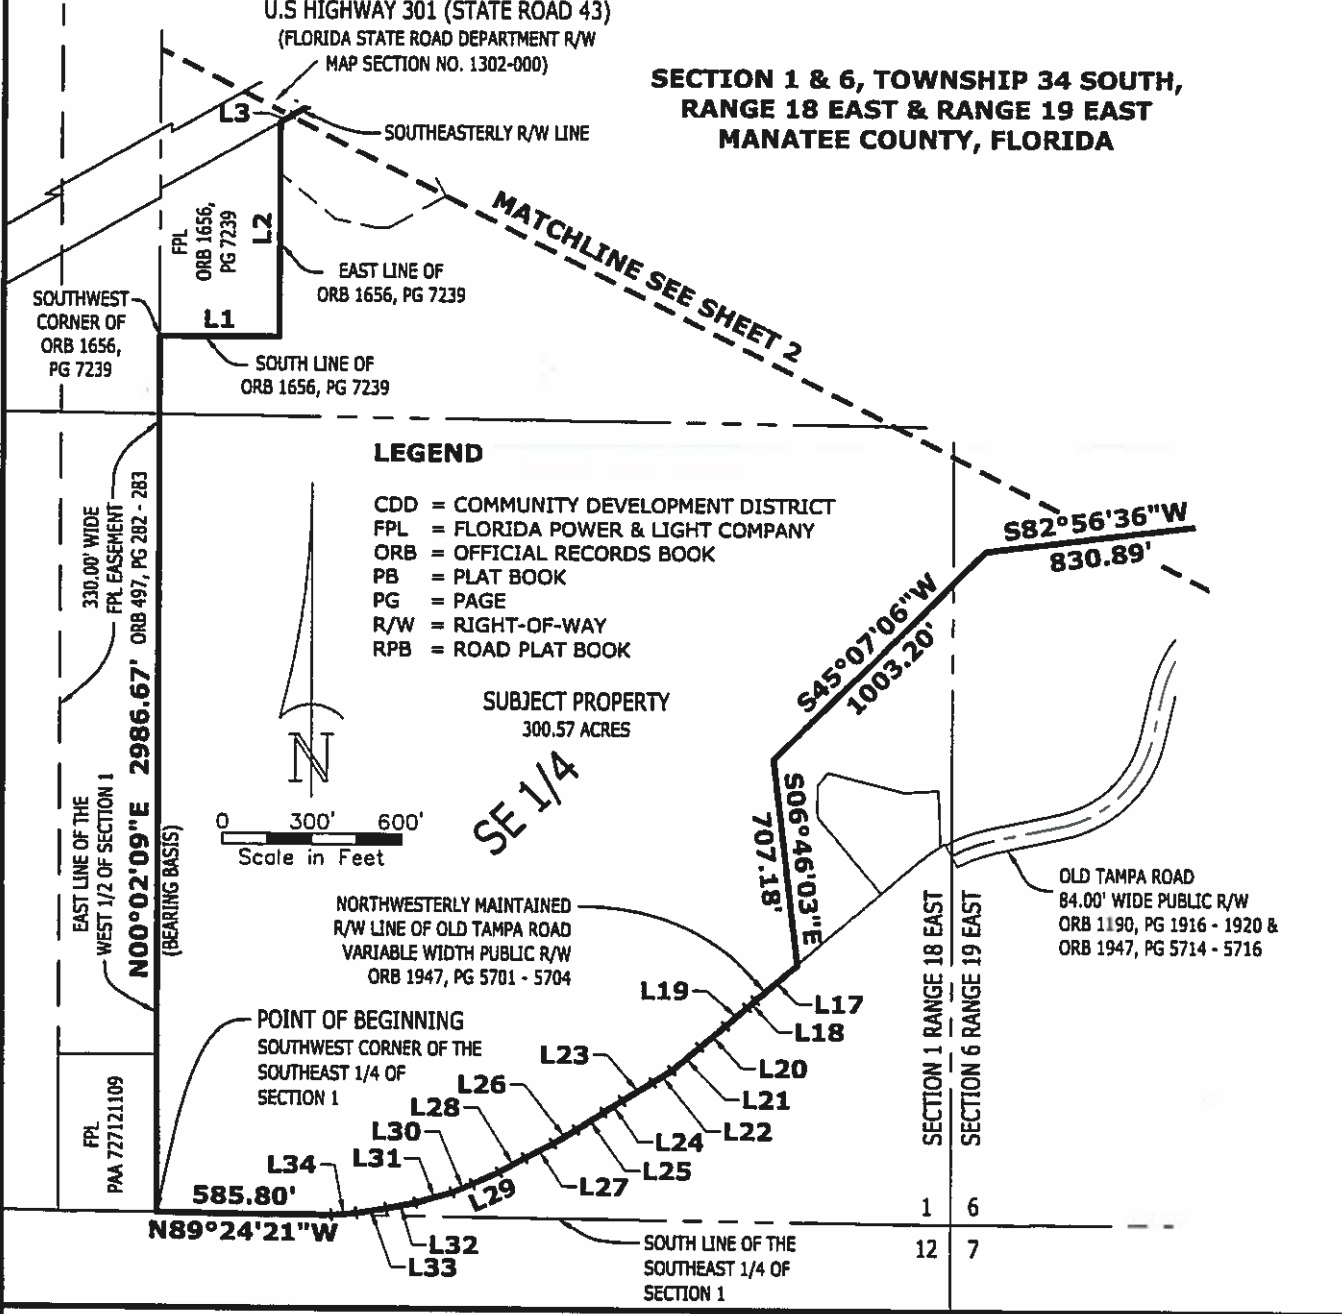 U.S HIGHWAY 301 (STATE ROAD 43)
(FLORIDA STATE ROAD DEPARTMENT R/W
MAP SECTION NO. 1302-000)
SECTION 1 & 6, TOWNSHIP 34 SOUTH,
RANGE 18 EAST & RANGE 19 EAST
MANATEE COUNTY, FLORIDA
L3
SOUTHEASTERLY R/W LINE
MATCHLINE SEE SHEET 2
FPL
ORB 1656,
PG 7239
L2
EAST LINE OF
ORB 1656, PG 7239
SOUTHWEST
CORNER OF
ORB 1656,
PG 7239
L1
SOUTH LINE OF
ORB 1656, PG 7239
LEGEND
CDD = COMMUNITY DEVELOPMENT DISTRICT
FPL = FLORIDA POWER & LIGHT COMPANY
ORB = OFFICIAL RECORDS BOOK
PB = PLAT BOOK
PG = PAGE
R/W = RIGHT-OF-WAY
RPB = ROAD PLAT BOOK
330.00' WIDE
FPL EASEMENT
ORB 497, PG 282 - 283
S82°56'36"W
830.89'
S45°07'06"W
1003.20'
SUBJECT PROPERTY
300.57 ACRES
SE 1/4
N
0 300' 600'
Scale in Feet
EAST LINE OF THE
WEST 1/2 OF SECTION 1
N00°02'09"E 2986.67'
(BEARING BASIS)
S06°46'03"E
707.18'
OLD TAMPA ROAD
84.00' WIDE PUBLIC R/W
ORB 1190, PG 1916 - 1920 &
ORB 1947, PG 5714 - 5716
NORTHWESTERLY MAINTAINED
R/W LINE OF OLD TAMPA ROAD
VARIABLE WIDTH PUBLIC R/W
ORB 1947, PG 5701 - 5704
SECTION 1 RANGE 18 EAST
SECTION 6 RANGE 19 EAST
L17
L18
L19
L20
L21
L22
L23
L24
L25
L26
L27
L28
L29
L30
L31
L32
L33
L34
POINT OF BEGINNING
SOUTHWEST CORNER OF THE
SOUTHEAST 1/4 OF
SECTION 1
FPL
PAA 727121109
585.80'
N89°24'21"W
SOUTH LINE OF THE
SOUTHEAST 1/4 OF
SECTION 1
1 6
12 7